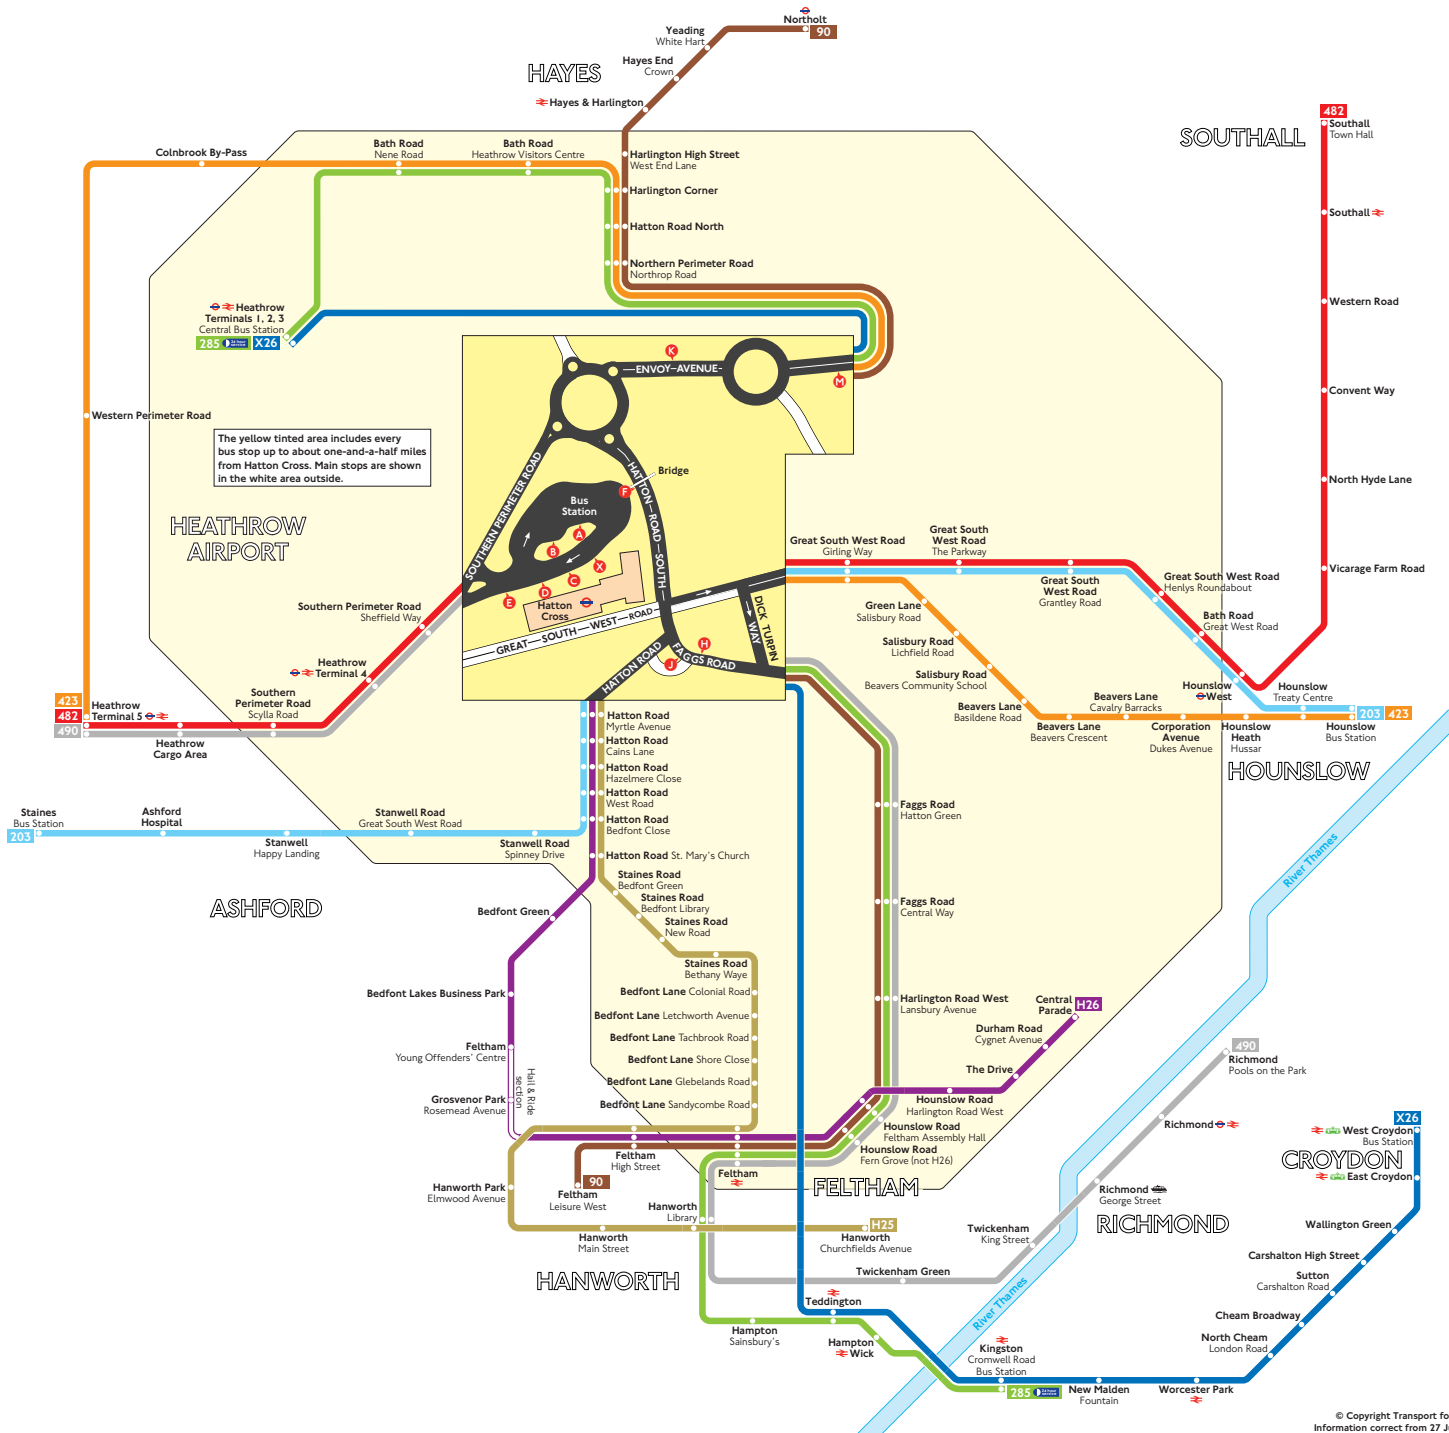 Northolt
90
Yeading
White Hart
Hayes End
Crown
HAYES
Hayes & Harlington
482
Southall
Town Hall
SOUTHALL
Colnbrook By-Pass
Bath Road
Nene Road
Bath Road
Heathrow Visitors Centre
Harlington High Street
West End Lane
Harlington Corner
Hatton Road North
Northern Perimeter Road
Northrop Road
Southall
Western Road
Convent Way
North Hyde Lane
Vicarage Farm Road
Heathrow
Terminals 1, 2, 3
Central Bus Station
285
24 hour
service
X26
Western Perimeter Road
The yellow tinted area includes every
bus stop up to about one-and-a-half miles
from Hatton Cross. Main stops are shown
in the white area outside.
HEATHROW
AIRPORT
K
ENVOY AVENUE
M
SOUTHERN PERIMETER ROAD
HATTON ROAD SOUTH
Bridge
F
Bus
Station
A
B
X
C
D
E
Hatton
Cross
GREAT SOUTH WEST ROAD
DICK TURPIN
WAY
H
J
FAGGS ROAD
HATTON ROAD
Great South West Road
Girling Way
Great South
West Road
The Parkway
Great South
West Road
Grantley Road
Great South West Road
Henlys Roundabout
Bath Road
Great West Road
Green Lane
Salisbury Road
Salisbury Road
Lichfield Road
Salisbury Road
Beavers Community School
Beavers Lane
Basildene Road
Beavers Lane
Beavers Crescent
Beavers Lane
Cavalry Barracks
Corporation
Avenue
Dukes Avenue
Hounslow
West
Hounslow
Heath
Hussar
Hounslow
Treaty Centre
Hounslow
Bus Station
203
423
HOUNSLOW
Southern Perimeter Road
Sheffield Way
Heathrow
Terminal 4
Southern
Perimeter Road
Scylla Road
423
482
490
Heathrow
Terminal 5
Heathrow
Cargo Area
Staines
Bus Station
203
Ashford
Hospital
Stanwell
Happy Landing
Stanwell Road
Great South West Road
Stanwell Road
Spinney Drive
ASHFORD
Hatton Road
Myrtle Avenue
Hatton Road
Cains Lane
Hatton Road
Hazelmere Close
Hatton Road
West Road
Hatton Road
Bedfont Close
Hatton Road St. Mary's Church
Staines Road
Bedfont Green
Staines Road
Bedfont Library
Staines Road
New Road
Staines Road
Bethany Waye
Bedfont Lane Colonial Road
Bedfont Lane Letchworth Avenue
Bedfont Lane Tachbrook Road
Bedfont Lane Shore Close
Bedfont Lane Glebelands Road
Bedfont Lane Sandycombe Road
Bedfont Green
Bedfont Lakes Business Park
Feltham
Young Offenders' Centre
Hail & Ride
section
Grosvenor Park
Rosemead Avenue
Faggs Road
Hatton Green
Faggs Road
Central Way
Harlington Road West
Lansbury Avenue
Central
Parade
H26
Durham Road
Cygnet Avenue
The Drive
Hounslow Road
Harlington Road West
Hounslow Road
Feltham Assembly Hall
Hounslow Road
Fern Grove (not H26)
Feltham
High Street
Feltham
90
Feltham
Leisure West
FELTHAM
Hanworth Park
Elmwood Avenue
Hanworth
Library
Hanworth
Main Street
H25
Hanworth
Churchfields Avenue
HANWORTH
Twickenham Green
Twickenham
King Street
Richmond
George Street
Richmond
490
Richmond
Pools on the Park
RICHMOND
River Thames
River Thames
X26
West Croydon
Bus Station
CROYDON
East Croydon
Wallington Green
Carshalton High Street
Sutton
Carshalton Road
Cheam Broadway
North Cheam
London Road
Teddington
Hampton
Sainsbury's
Hampton
Wick
Kingston
Cromwell Road
Bus Station
285
24 hour
service
New Malden
Fountain
Worcester Park
© Copyright Transport fo
Information correct from 27 J